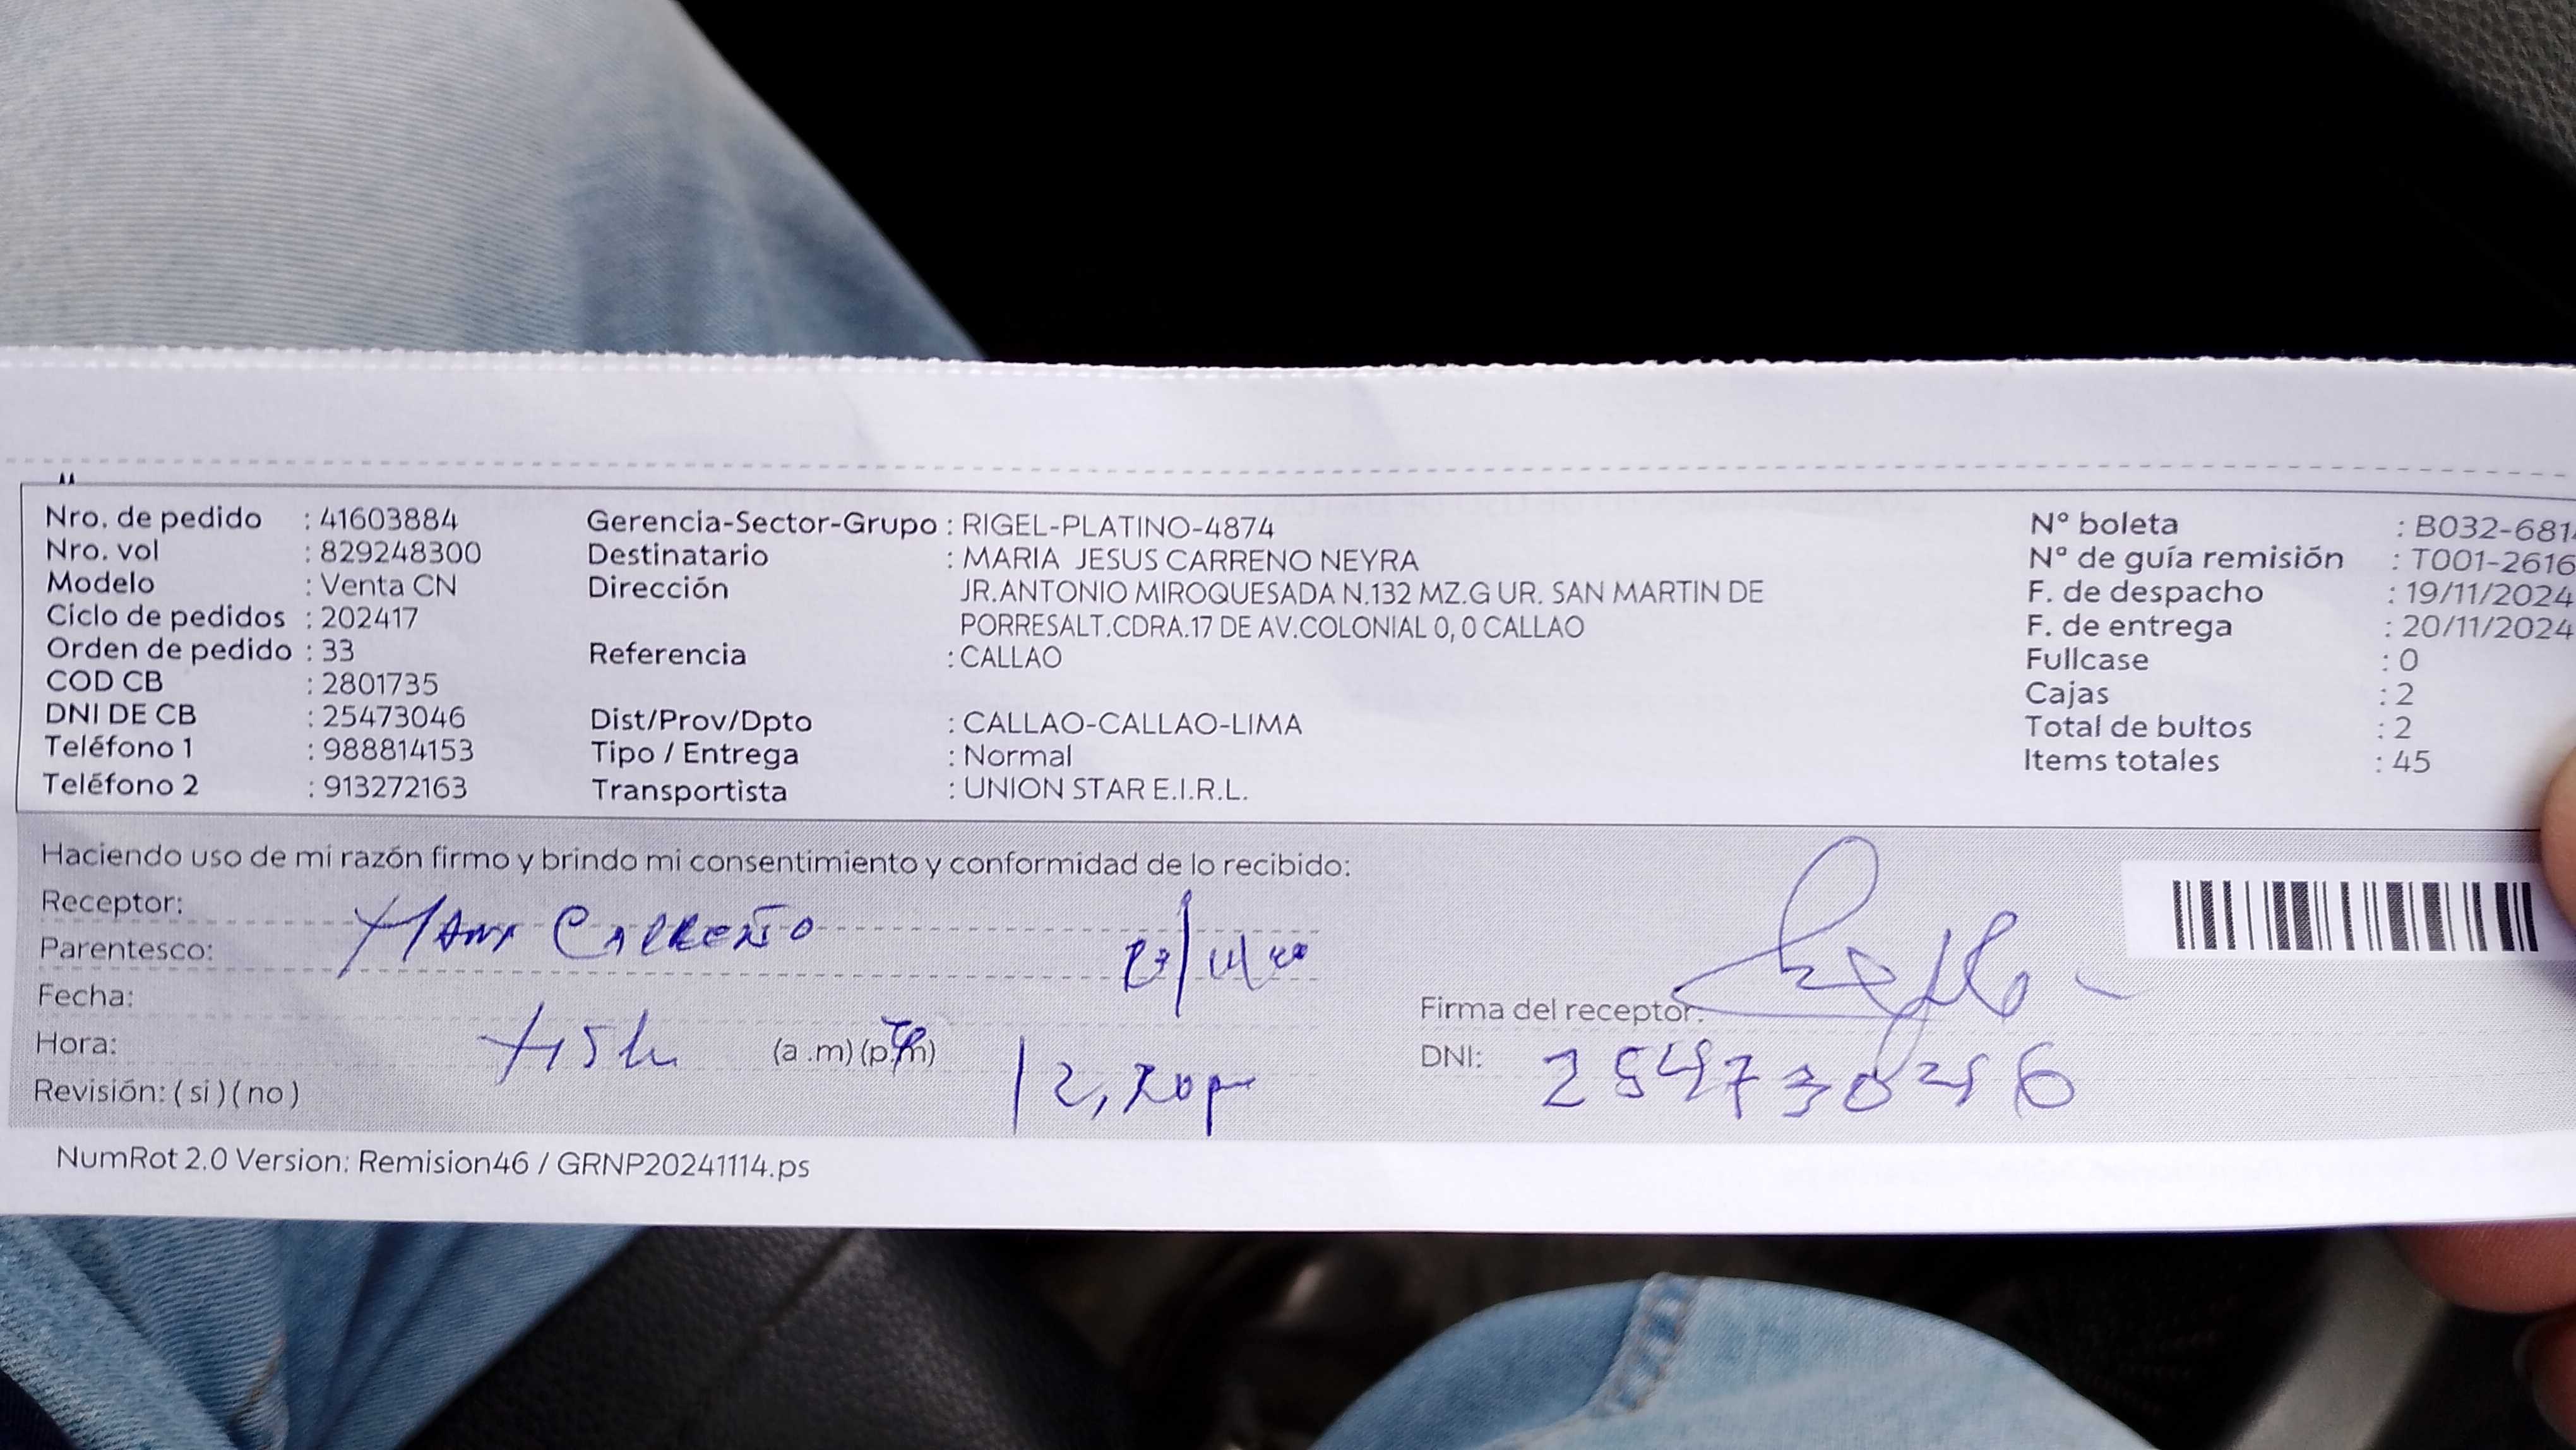 Nro. de pedido : 41603884
Nro. vol : 829248300
Modelo : Venta CN
Ciclo de pedidos : 202417
Orden de pedido : 33
COD CB : 2801735
DNI DE CB : 25473046
Teléfono 1 : 988814153
Teléfono 2 : 913272163
Gerencia-Sector-Grupo : RIGEL-PLATINO-4874
Destinatario : MARIA JESUS CARRENO NEYRA
Dirección JR.ANTONIO MIROQUESADA N.132 MZ.G UR. SAN MARTIN DE
PORRESALT.CDRA.17 DE AV.COLONIAL 0, 0 CALLAO
Referencia : CALLAO
Dist/Prov/Dpto : CALLAO-CALLAO-LIMA
Tipo / Entrega : Normal
Transportista : UNION STAR E.I.R.L.
N° boleta : B032-681
N° de guía remisión : T001-2616
F. de despacho : 19/11/2024
F. de entrega : 20/11/2024
Fullcase : 0
Cajas : 2
Total de bultos : 2
Items totales : 45
Haciendo uso de mi razón firmo y brindo mi consentimiento y conformidad de lo recibido:
Receptor: CARREÑO
Parentesco:
Fecha:
Hora: (a .m) (p.m)
Revisión: ( si ) ( no )
Firma del receptor:
DNI:
NumRot 2.0 Version: Remision46 / GRNP20241114.ps